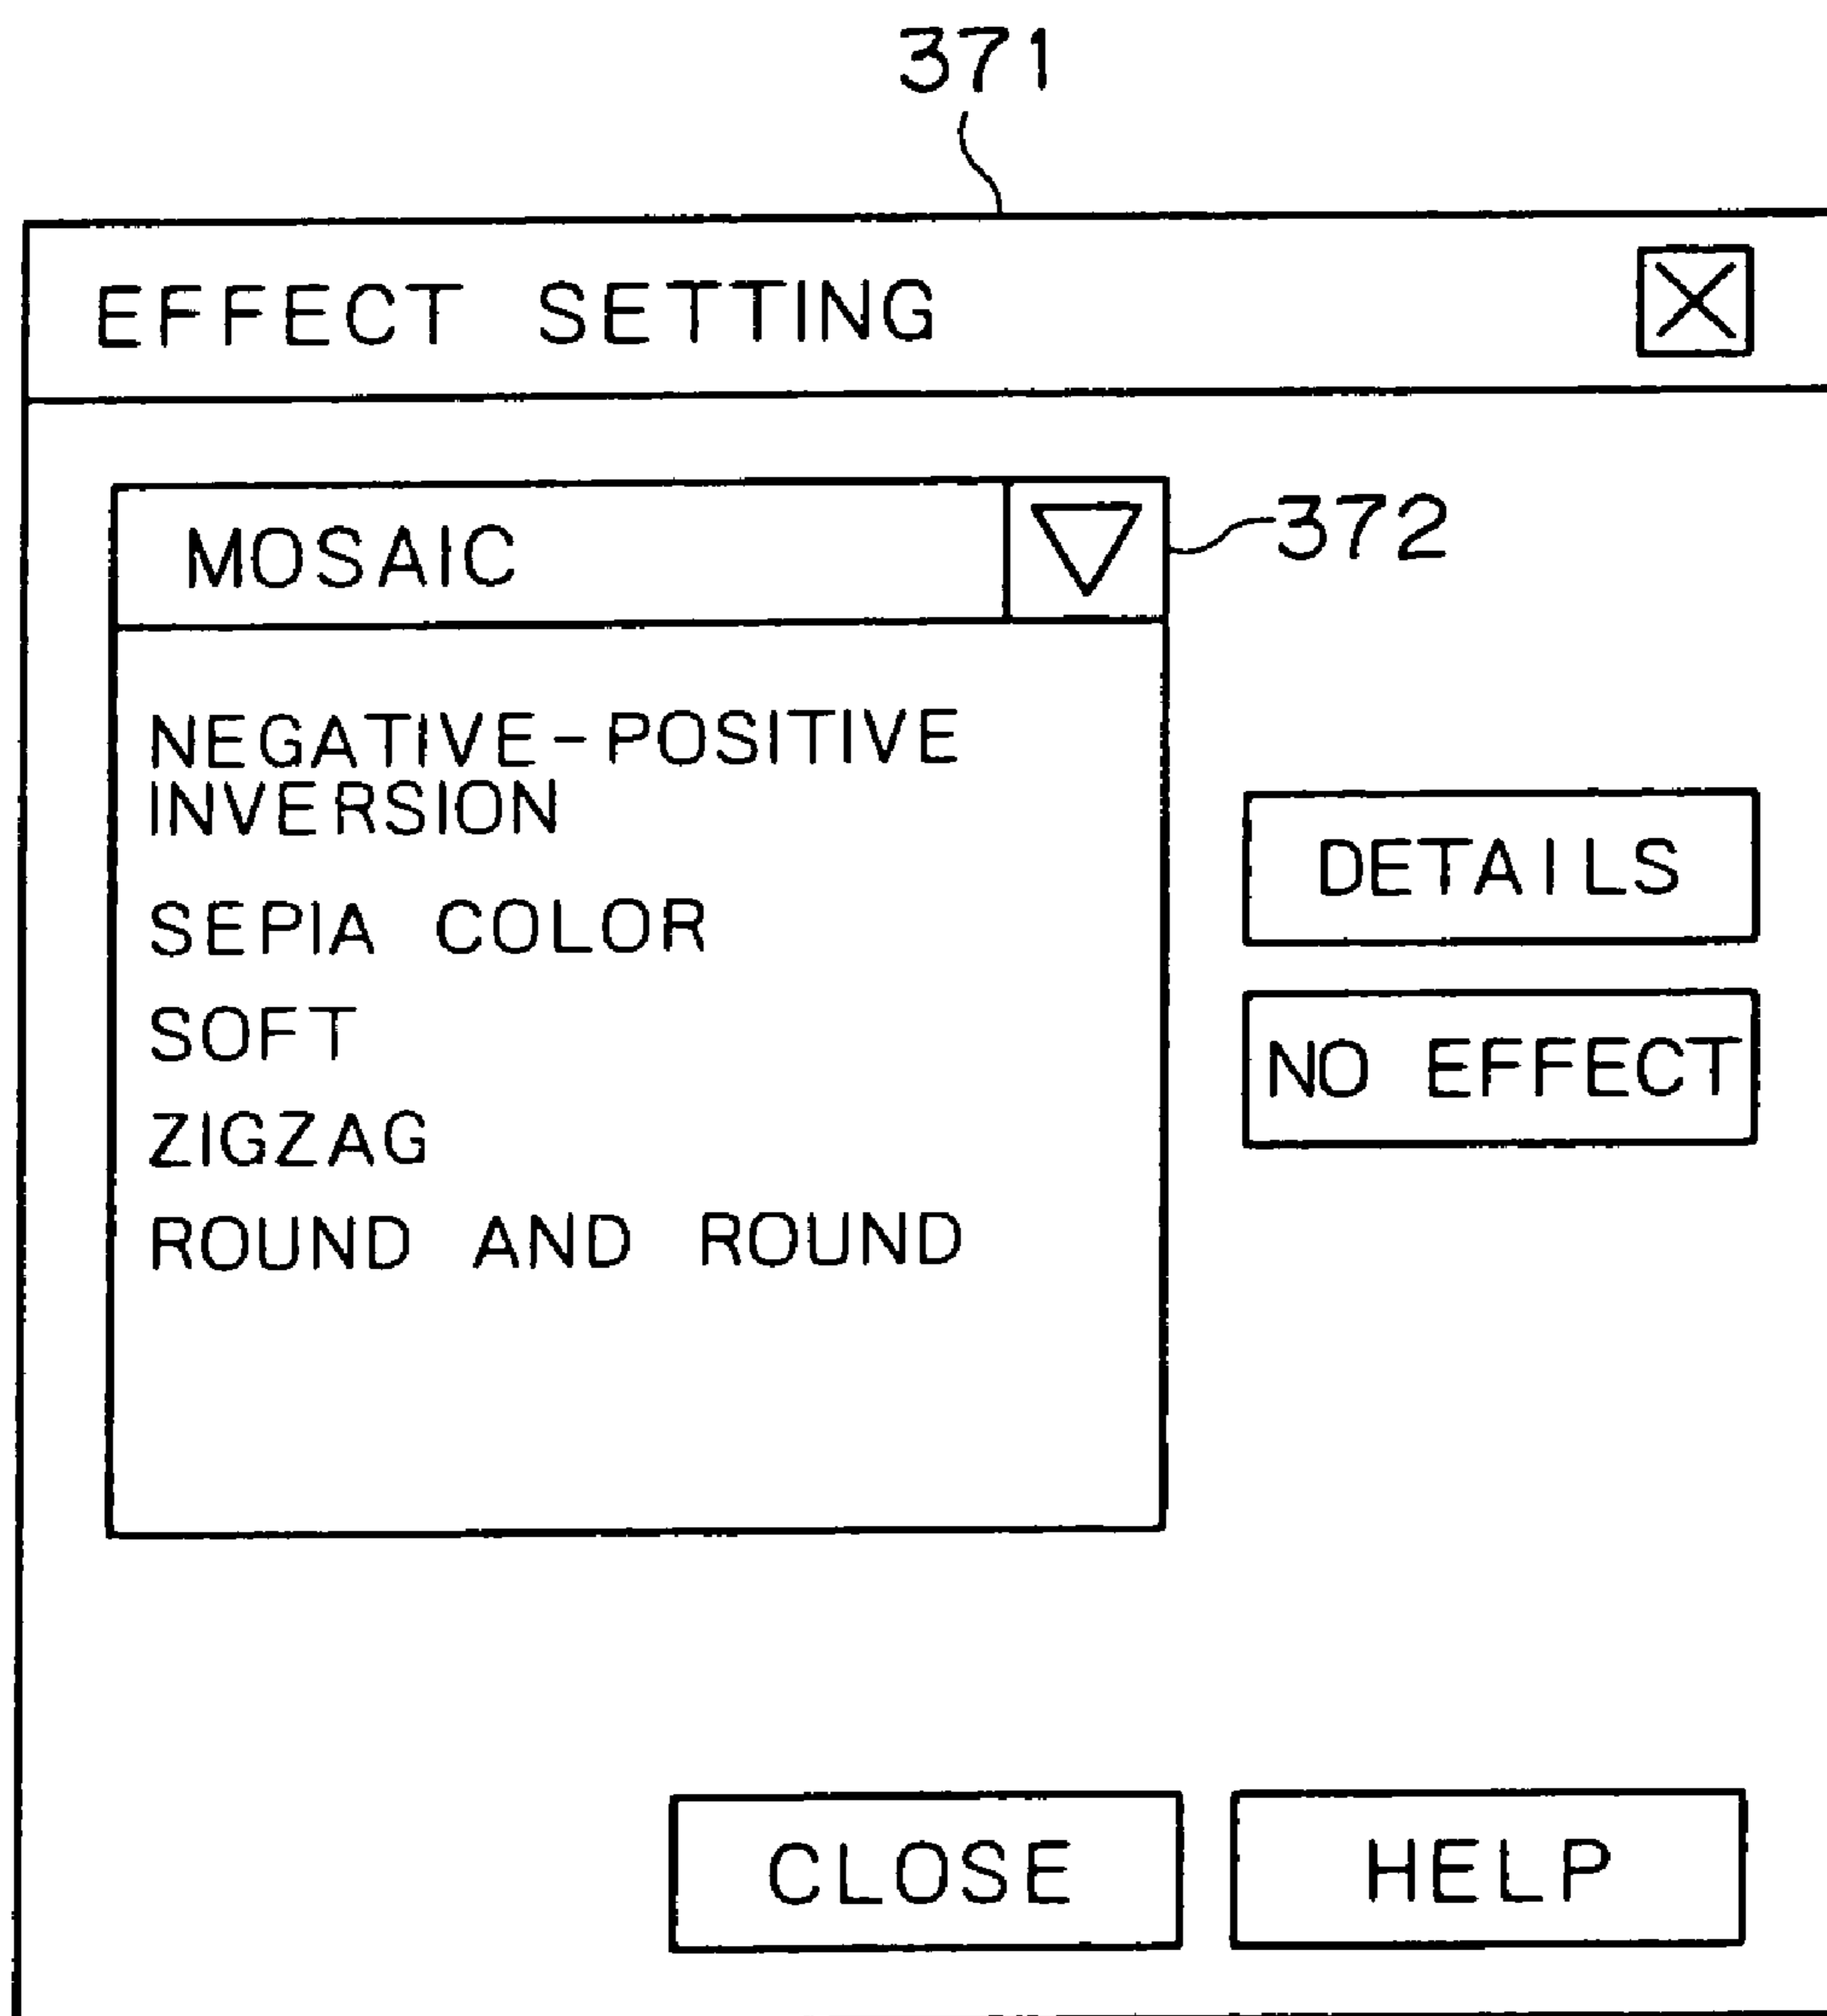 371
EFFECT SETTING
MOSAIC
372
NEGATIVE-POSITIVE
INVERSION
SEPIA COLOR
SOFT
ZIGZAG
ROUND AND ROUND
DETAILS
NO EFFECT
CLOSE
HELP